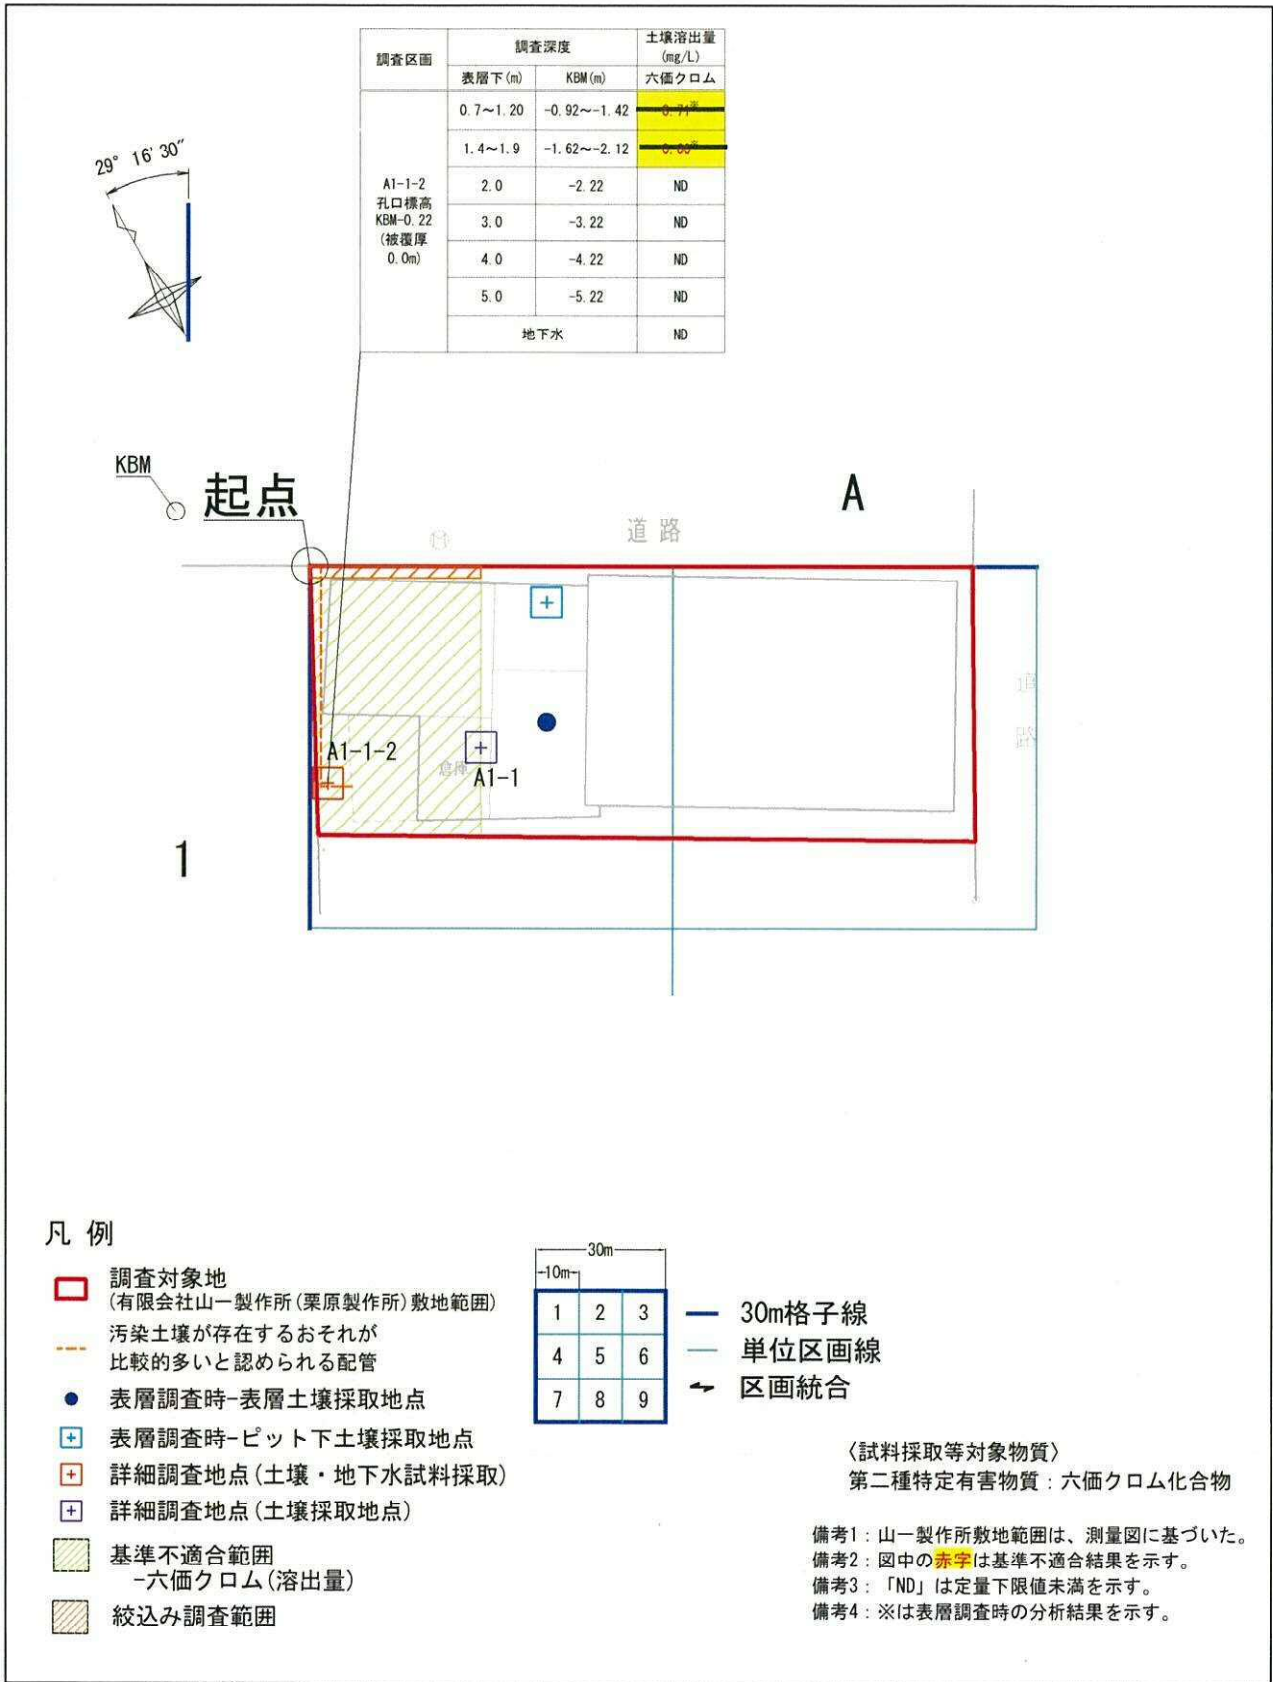 調査区画 調査深度 土壌溶出量(mg/L)
表層下(m) KBM(m) 六価クロム
A1-1-2
孔口標高
KBM-0.22
(被覆厚
0.0m)
0.7～1.20 -0.92～-1.42
1.4～1.9 -1.62～-2.12
2.0 -2.22 ND
3.0 -3.22 ND
4.0 -4.22 ND
5.0 -5.22 ND
地下水 ND
29° 16′ 30″
KBM
起点
A
道路
道路
A1-1-2
倉庫
A1-1
1
凡 例
調査対象地
(有限会社山一製作所(栗原製作所)敷地範囲)
汚染土壌が存在するおそれが
比較的多いと認められる配管
表層調査時-表層土壌採取地点
表層調査時-ピット下土壌採取地点
詳細調査地点(土壌・地下水試料採取)
詳細調査地点(土壌採取地点)
基準不適合範囲
-六価クロム(溶出量)
絞込み調査範囲
30m
10m
1 2 3
4 5 6
7 8 9
30m格子線
単位区画線
区画統合
〈試料採取等対象物質〉
第二種特定有害物質：六価クロム化合物
備考1：山一製作所敷地範囲は、測量図に基づいた。
備考2：図中の赤字は基準不適合結果を示す。
備考3：「ND」は定量下限値未満を示す。
備考4：※は表層調査時の分析結果を示す。